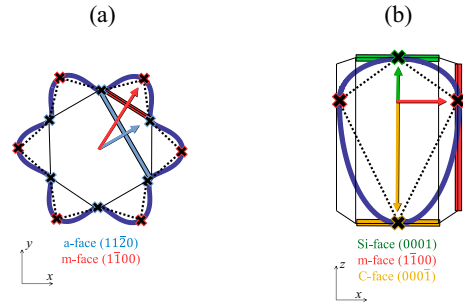 (a)
y
x
a-face (112̄0)
m-face (11̄00)
(b)
z
x
Si-face (0001)
m-face (11̄00)
C-face (0001̄)